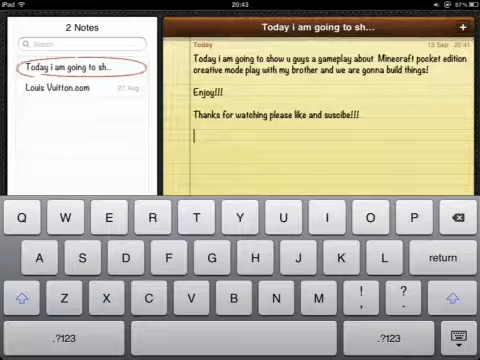 iPad 20:43 57%
2 Notes
Today i am going to sh...
+
Search
Today 13 Sep 20:41
Today i am going to sh...
Today i am going to show u guys a gameplay about Minecraft pocket edition
creative mode play with my brother and we are gonna build things!
Louis Vuitton.com 27 Aug
Enjoy!!!
Thanks for watching please like and suscibe!!!
Q W E R T Y U I O P
A S D F G H J K L return
Z X C V B N M ! , ? .
.?123 .?123